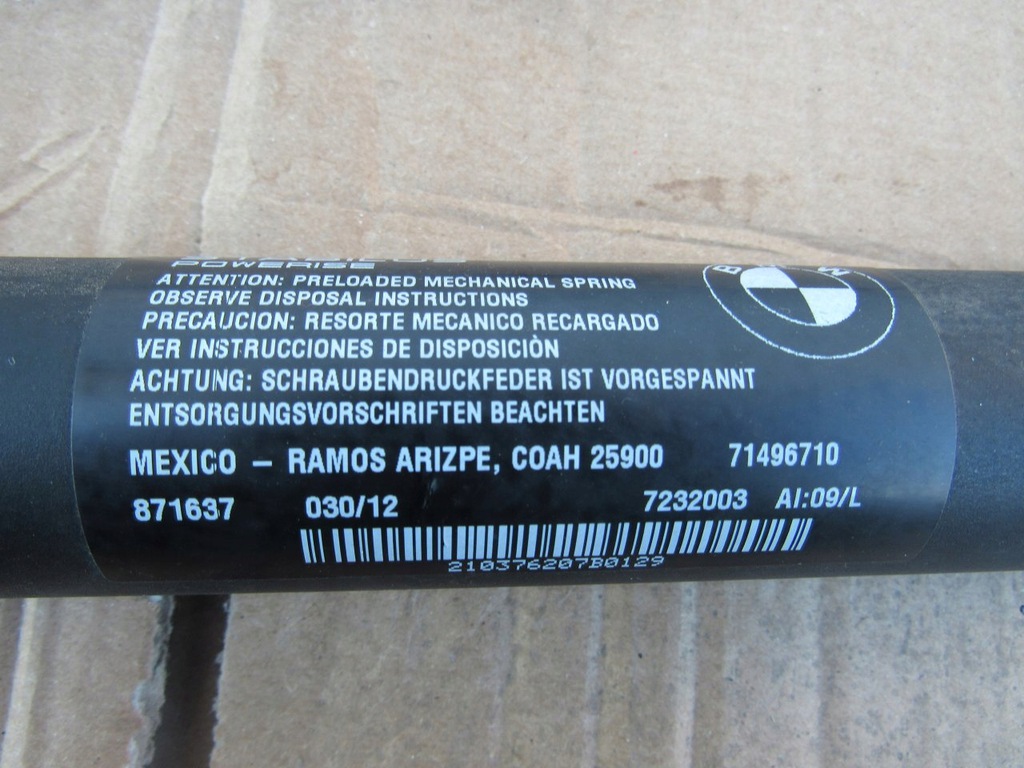 POWERISE
ATTENTION: PRELOADED MECHANICAL SPRING
OBSERVE DISPOSAL INSTRUCTIONS
PRECAUCION: RESORTE MECANICO RECARGADO
VER INSTRUCCIONES DE DISPOSICIÒN
ACHTUNG: SCHRAUBENDRUCKFEDER IST VORGESPANNT
ENTSORGUNGSVORSCHRIFTEN BEACHTEN
MEXICO – RAMOS ARIZPE, COAH 25900 71496710
871637 030/12 7232003 AI:09/L
210376207B0129